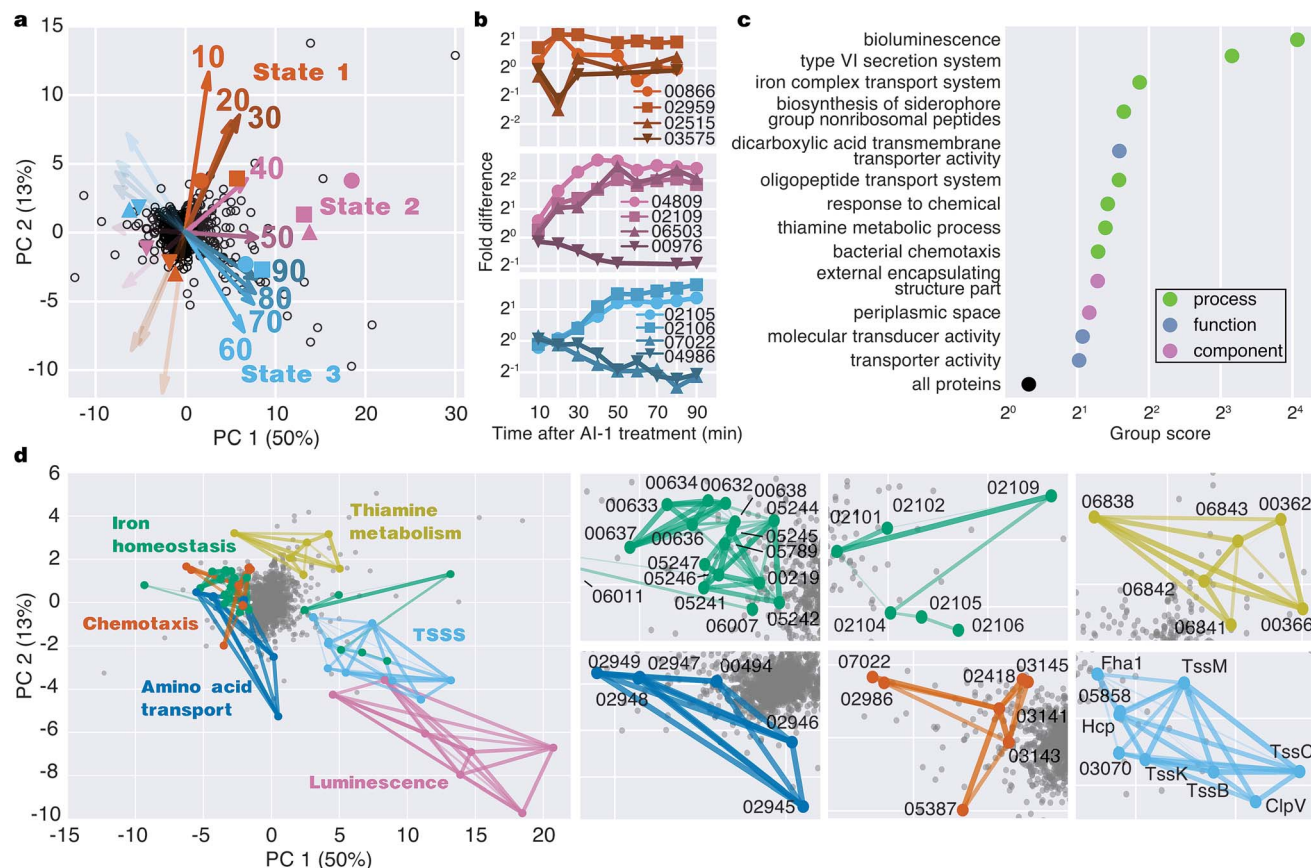 a
15
10
5
0
-5
-10
PC 2 (13%)
-10
0
10
20
30
PC 1 (50%)
10
20
30
40
50
90
80
70
60
State 1
State 2
State 3
b
Fold difference
2¹
2⁰
2⁻¹
2⁻²
00866
02959
02515
03575
2²
2¹
2⁰
2⁻¹
04809
02109
06503
00976
2¹
2⁰
2⁻¹
02105
02106
07022
04986
10 30 50 70 90
Time after AI-1 treatment (min)
c
bioluminescence
type VI secretion system
iron complex transport system
biosynthesis of siderophore
group nonribosomal peptides
dicarboxylic acid transmembrane
transporter activity
oligopeptide transport system
response to chemical
thiamine metabolic process
bacterial chemotaxis
external encapsulating
structure part
periplasmic space
molecular transducer activity
transporter activity
all proteins
process
function
component
2⁰ 2¹ 2² 2³ 2⁴
Group score
d
6
4
2
0
-2
-4
-6
-8
-10
PC 2 (13%)
-15 -10 -5 0 5 10 15 20
PC 1 (50%)
Iron
homeostasis
Thiamine
metabolism
Chemotaxis
TSSS
Amino acid
transport
Luminescence
00634
00632
00638
00633
05244
00637
00636
05245
05789
05247
05246
00219
06011
05241
06007
05242
02109
02102
02101
02105
02104
02106
06838
06843
00362
06842
06841
00366
02949
02947
00494
02948
02946
02945
07022
03145
02418
02986
03141
03143
05387
Fha1
TssM
05858
Hcp
TssC
03070
TssK
TssB
ClpV